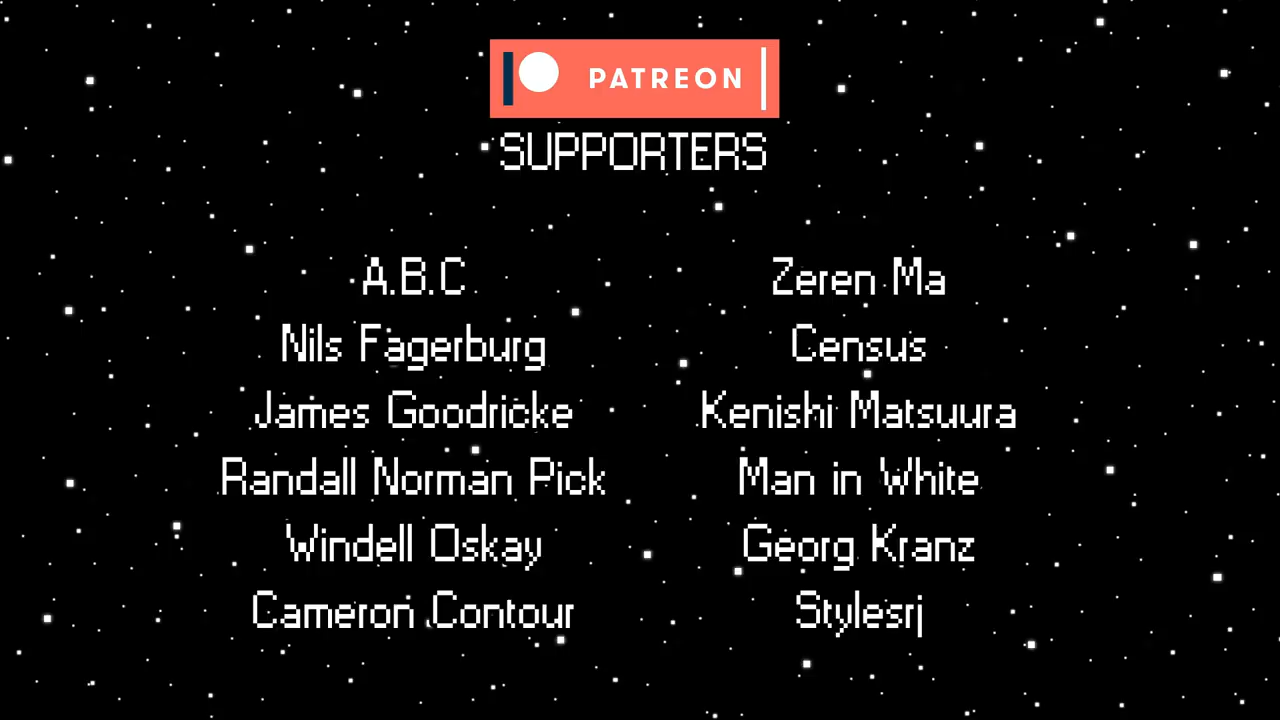 PATREON
SUPPORTERS
A.B.C
Nils Fagerburg
James Goodricke
Randall Norman Pick
Windell Oskay
Cameron Contour
Zeren Ma
Census
Kenishi Matsuura
Man in White
Georg Kranz
Stylesrj